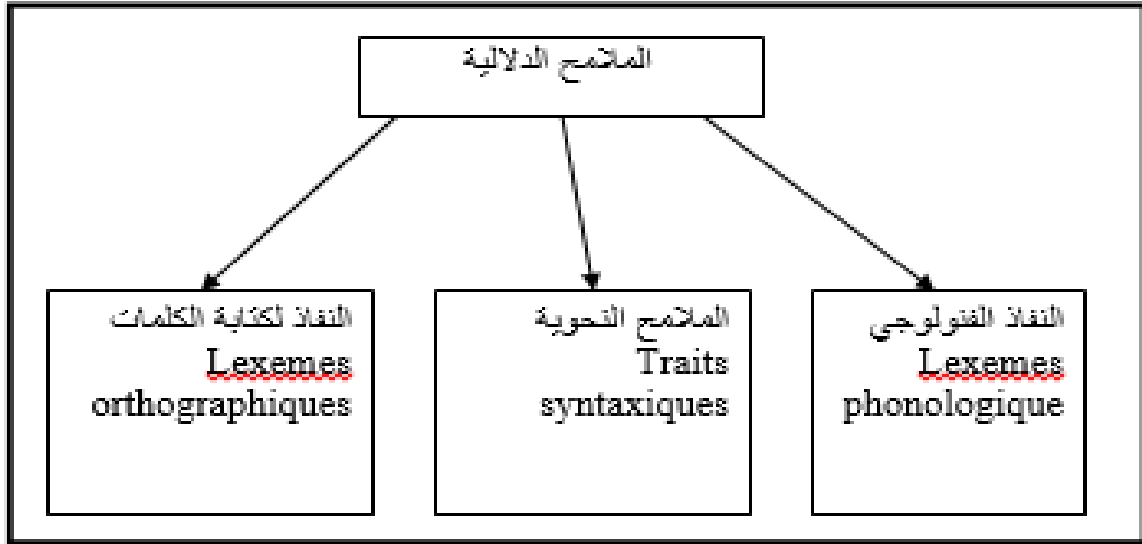 الملامح الدلالية
النفاذ الفنولوجي
Lexemes
phonologique
الملامح النحوية
Traits
syntaxiques
النفاذ لكتابة الكلمات
Lexemes
orthographiques